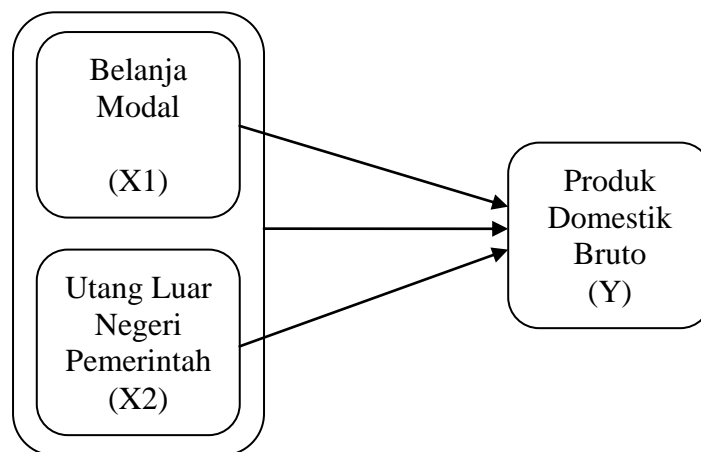 Belanja
Modal
(X1)
Utang Luar
Negeri
Pemerintah
(X2)
Produk
Domestik
Bruto
(Y)